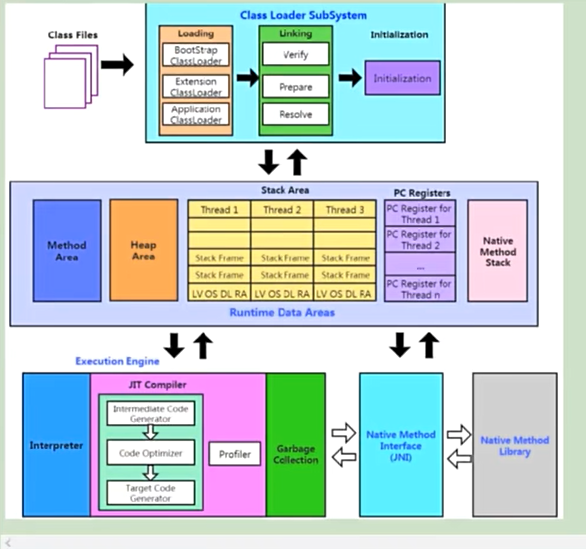 Class Loader SubSystem
Class Files
Loading
Linking
Initialization
BootStrap
ClassLoader
Verify
Extension
ClassLoader
Prepare
Initialization
Application
ClassLoader
Resolve
Stack Area
PC Registers
Method
Area
Heap
Area
Thread 1
Thread 2
Thread 3
Stack Frame
Stack Frame
Stack Frame
Stack Frame
Stack Frame
Stack Frame
LV OS DL RA
LV OS DL RA
LV OS DL RA
PC Register for
Thread 1
PC Register for
Thread 2
...
PC Register for
Thread n
Native
Method
Stack
Runtime Data Areas
Execution Engine
Interpreter
JIT Compiler
Intermediate Code
Generator
Code Optimizer
Target Code
Generator
Profiler
Garbage
Collection
Native Method
Interface
(JNI)
Native Method
Library